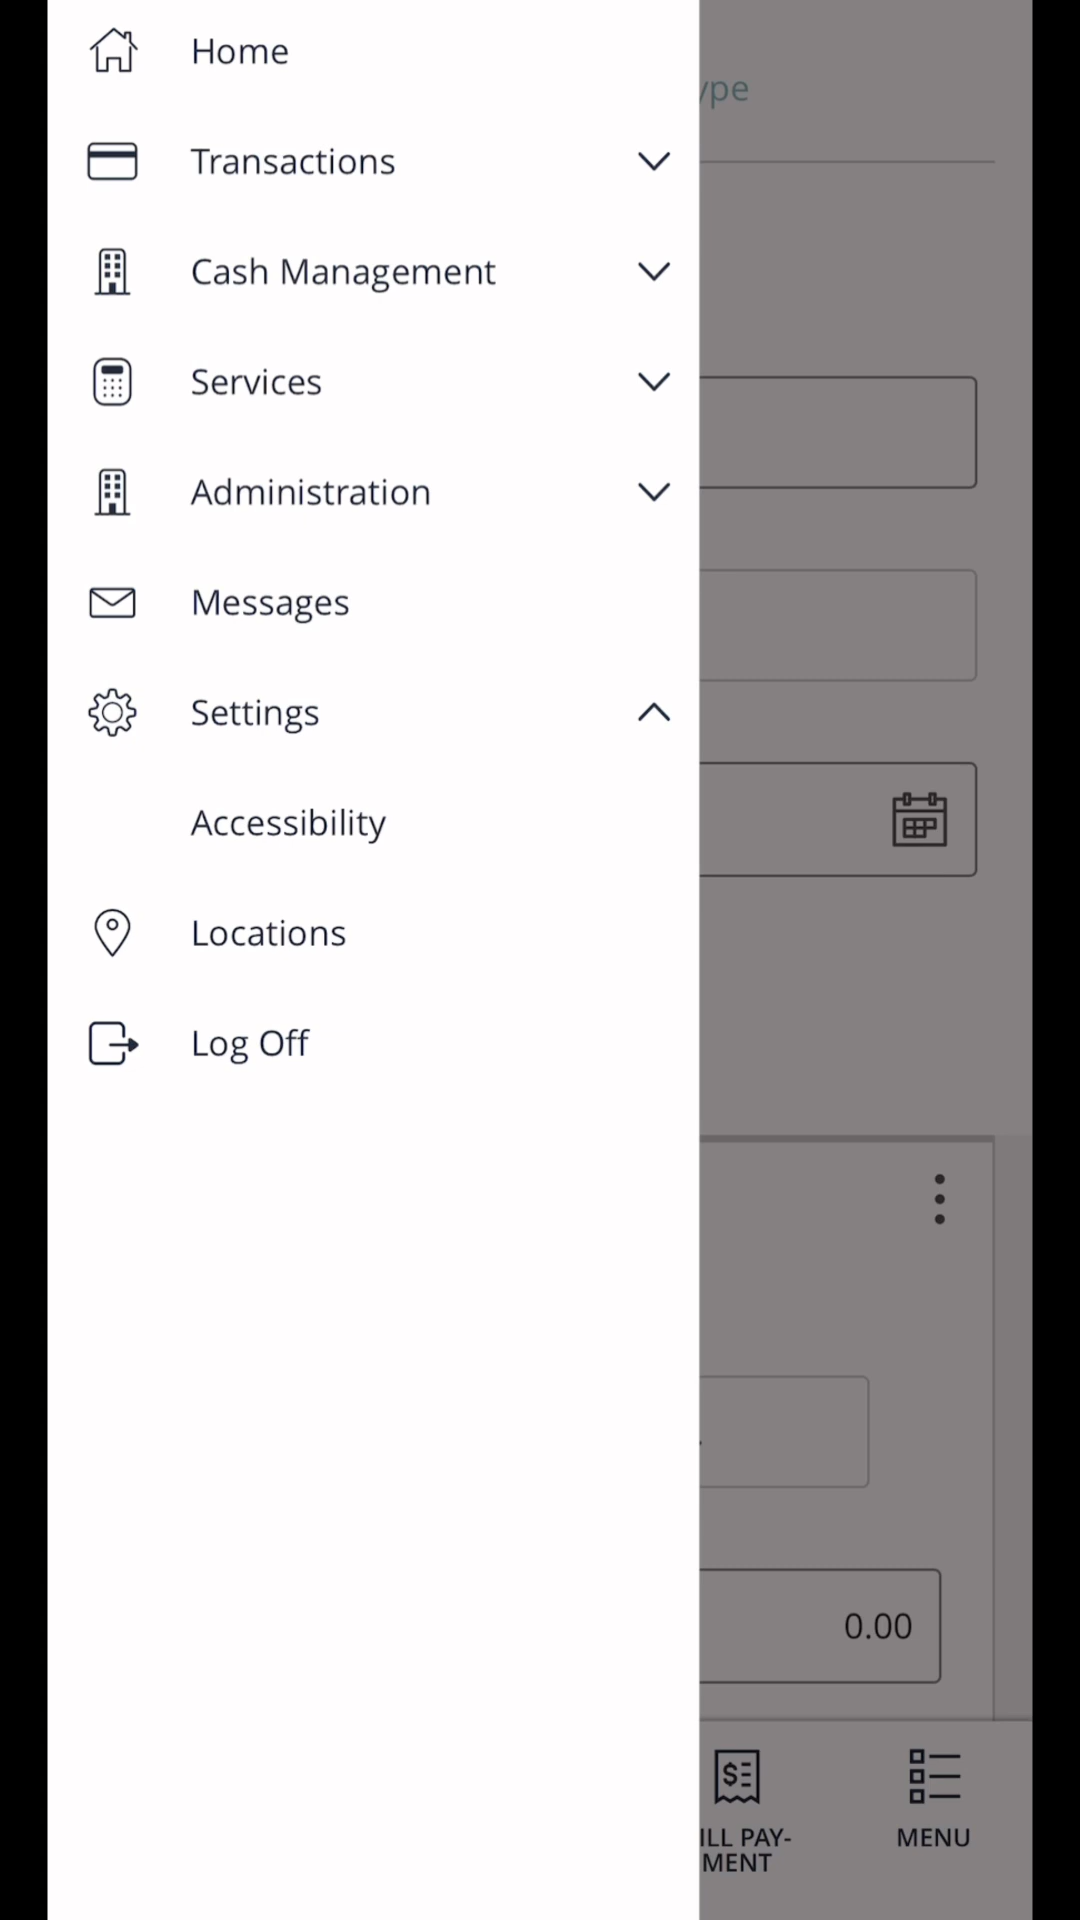 Home
Transactions
Cash Management
Services
Administration
Messages
Settings
Accessibility
Locations
Log Off
ype
0.00
ILL PAY-
MENT
MENU